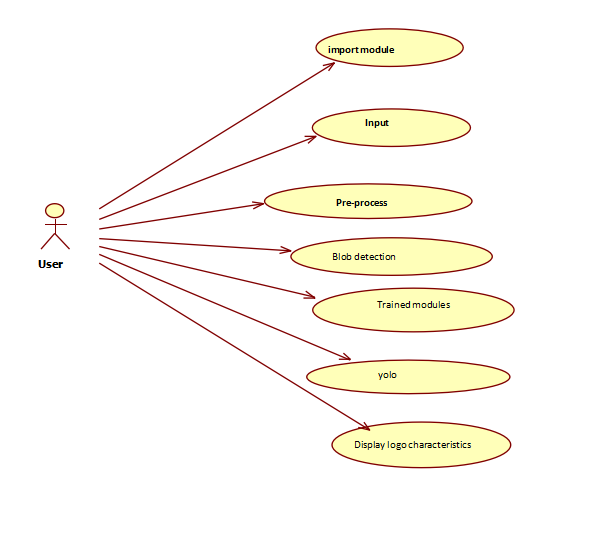 import module
Input
Pre-process
User
Blob detection
Trained modules
yolo
Display logo characteristics